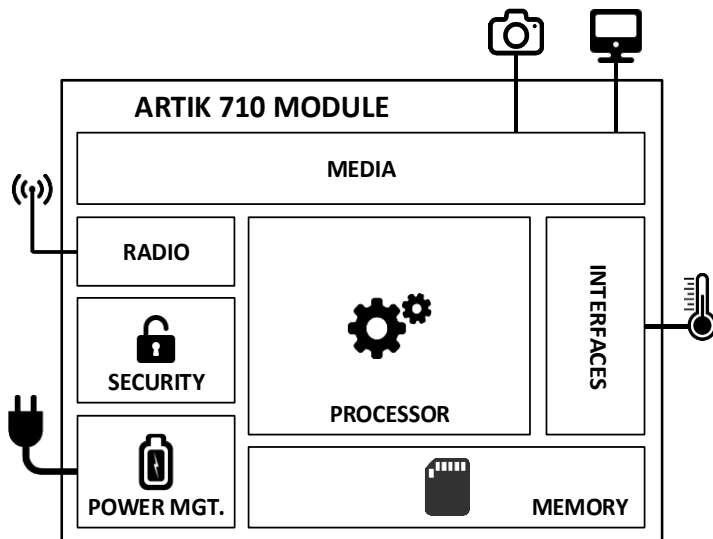 ARTIK 710 MODULE
MEDIA
RADIO
INTERFACES
SECURITY
PROCESSOR
POWER MGT.
MEMORY